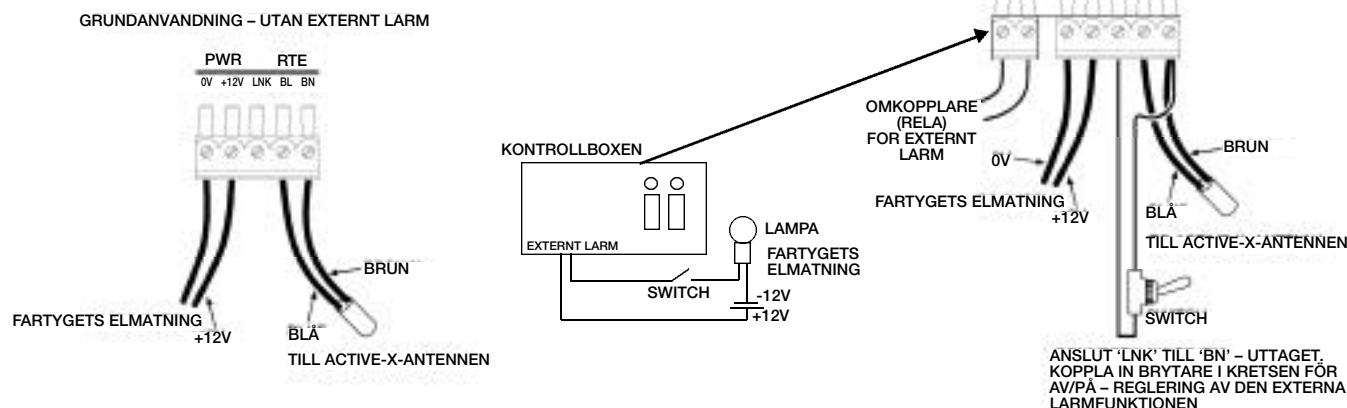 GRUNDANVANDNING – UTAN EXTERNT LARM
PWR RTE
0V +12V LNK BL BN
BRUN
FARTYGETS ELMATNING
+12V
BLÅ
TILL ACTIVE-X-ANTENNEN
KONTROLLBOXEN
EXTERNT LARM
LAMPA
FARTYGETS
ELMATNING
SWITCH
-12V
+12V
OMKOPPLARE
(RELA)
FOR EXTERNT
LARM
0V
FARTYGETS ELMATNING
+12V
BRUN
BLÅ
TILL ACTIVE-X-ANTENNEN
SWITCH
ANSLUT ‘LNK’ TILL ‘BN’ – UTTAGET.
KOPPLA IN BRYTARE I KRETSEN FÖR
AV/PÅ – REGLERING AV DEN EXTERNA
LARMFUNKTIONEN